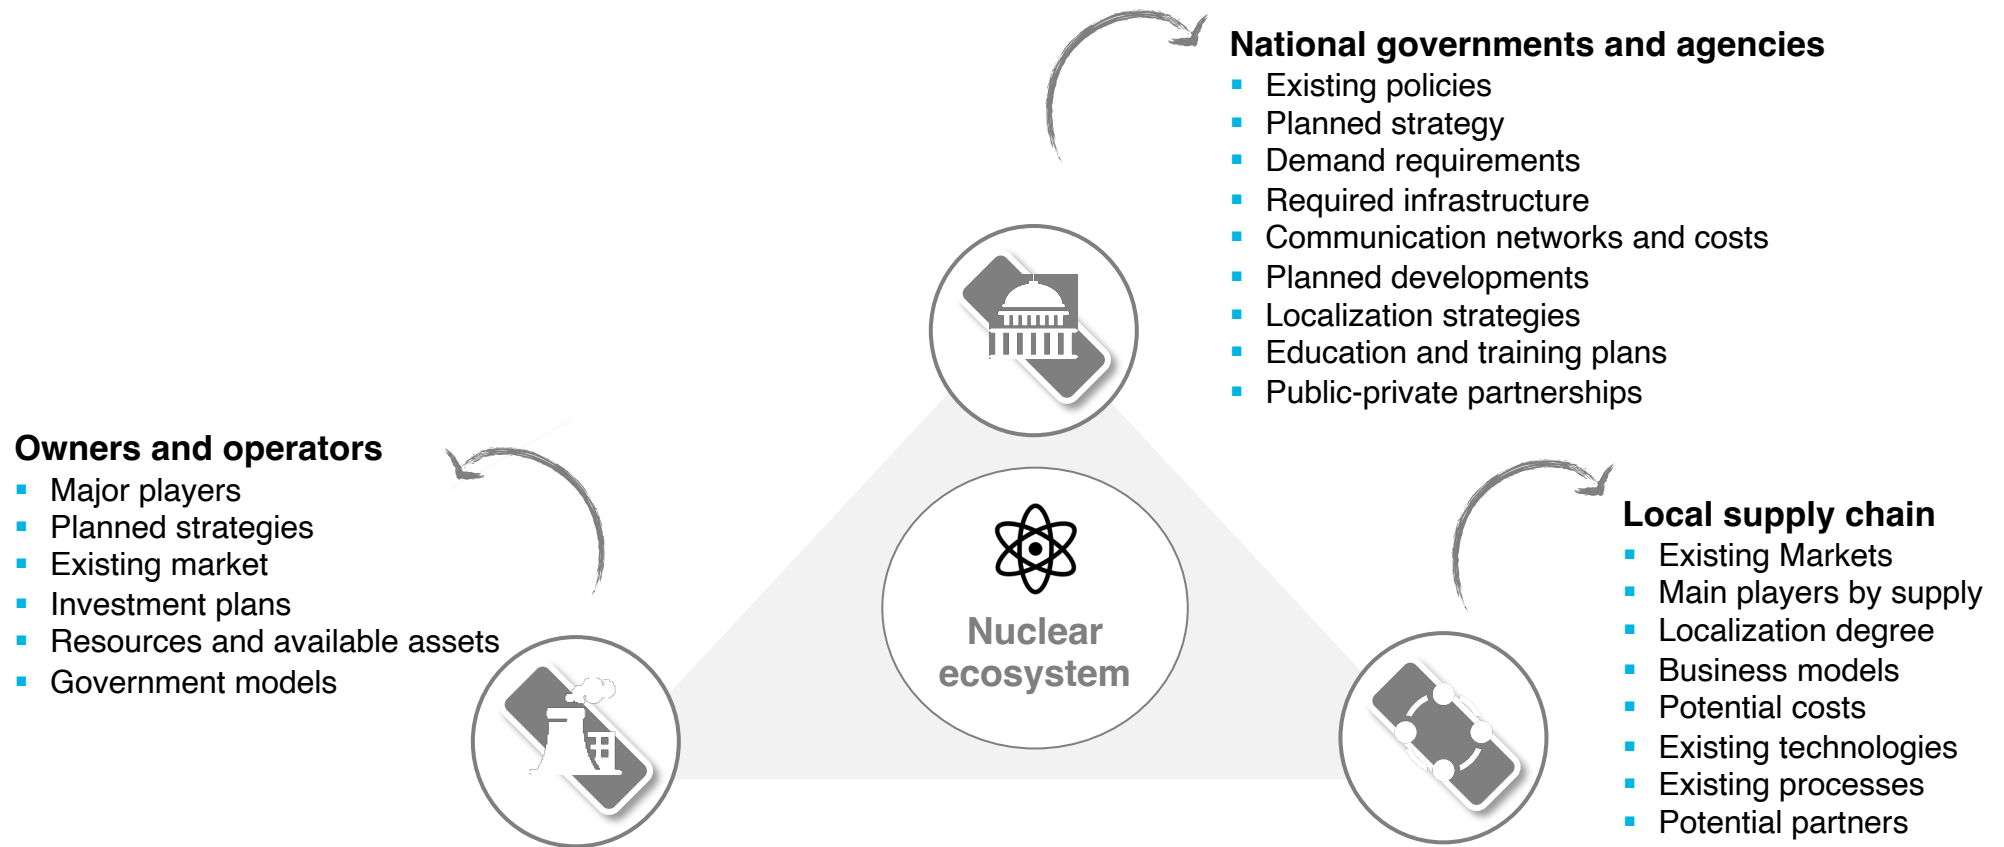 National governments and agencies
▪ Existing policies
▪ Planned strategy
▪ Demand requirements
▪ Required infrastructure
▪ Communication networks and costs
▪ Planned developments
▪ Localization strategies
▪ Education and training plans
▪ Public-private partnerships
Owners and operators
▪ Major players
▪ Planned strategies
▪ Existing market
▪ Investment plans
▪ Resources and available assets
▪ Government models
Nuclear
ecosystem
Local supply chain
▪ Existing Markets
▪ Main players by supply
▪ Localization degree
▪ Business models
▪ Potential costs
▪ Existing technologies
▪ Existing processes
▪ Potential partners